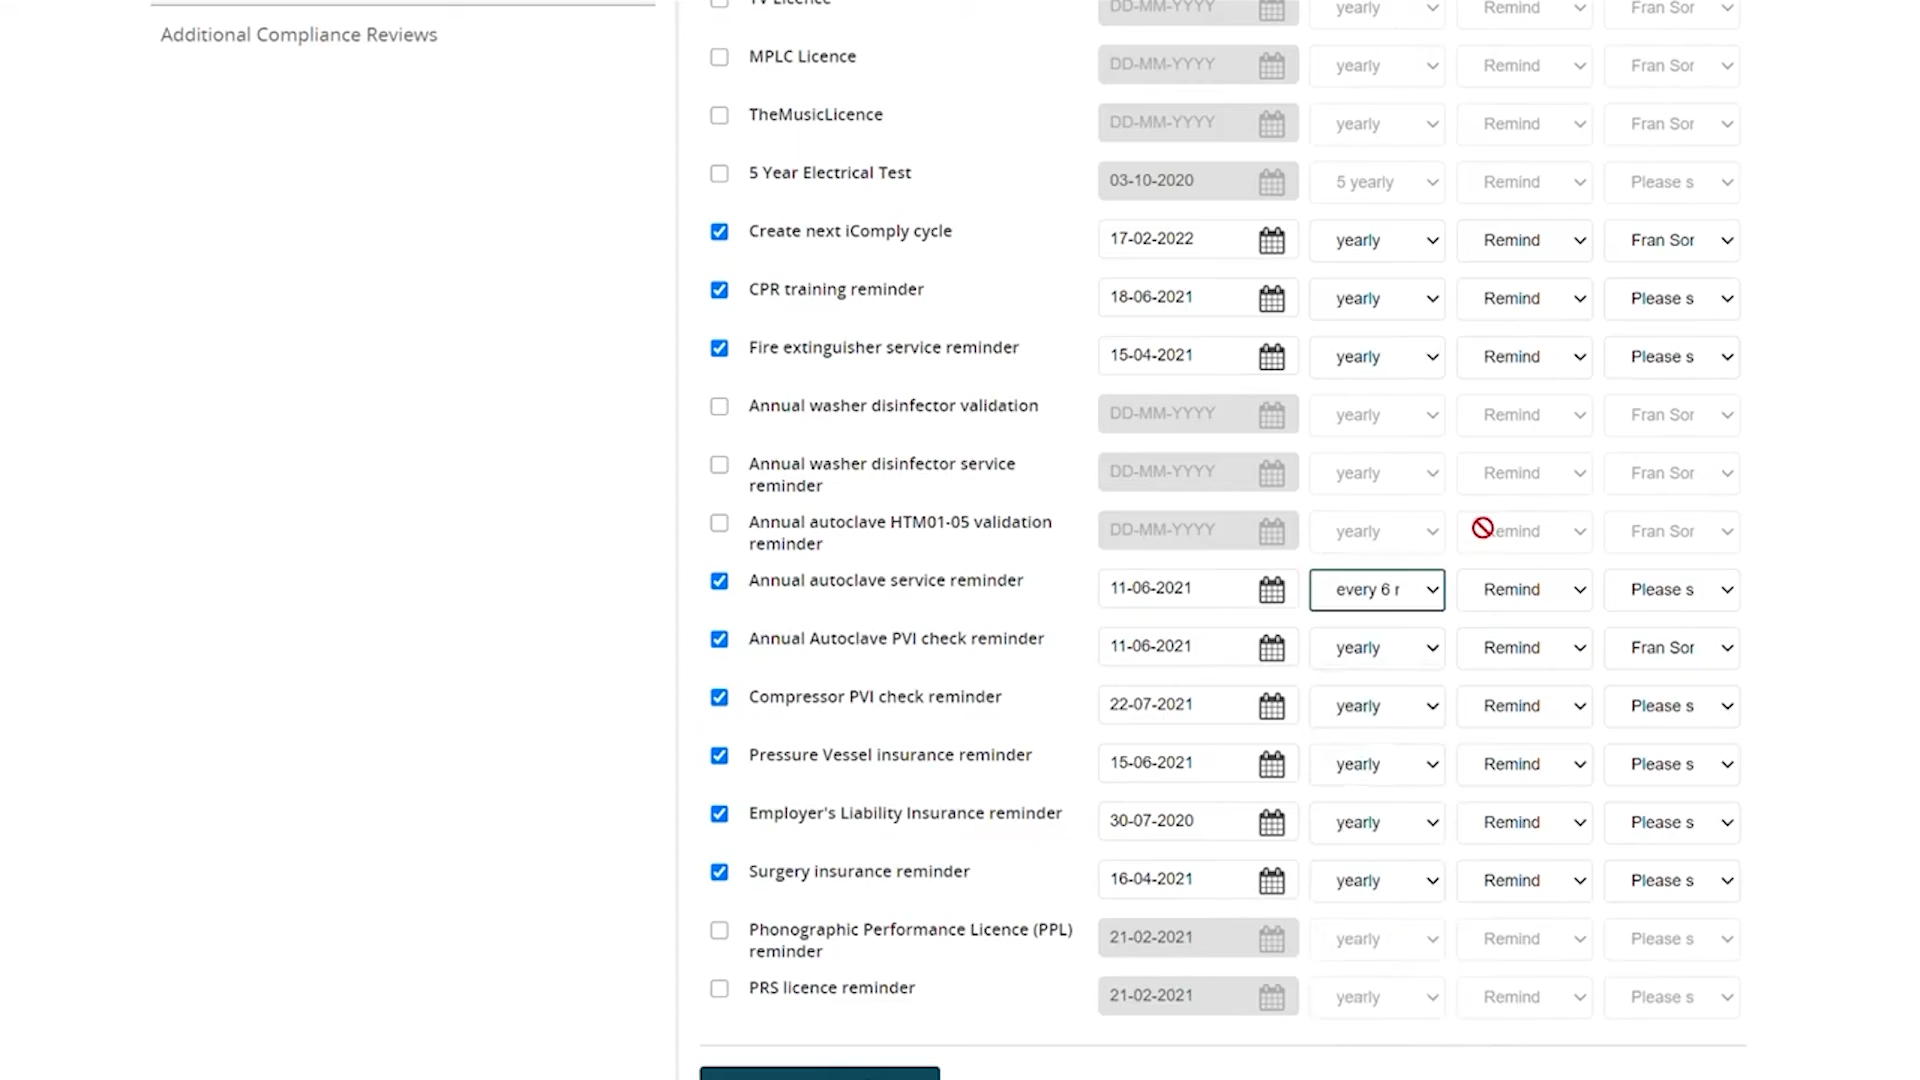 TV Licence DD-MM-YYYY yearly Remind Fran Sor
Additional Compliance Reviews
MPLC Licence DD-MM-YYYY yearly Remind Fran Sor
TheMusicLicence DD-MM-YYYY yearly Remind Fran Sor
5 Year Electrical Test 03-10-2020 5 yearly Remind Please s
Create next iComply cycle 17-02-2022 yearly Remind Fran Sor
CPR training reminder 18-06-2021 yearly Remind Please s
Fire extinguisher service reminder 15-04-2021 yearly Remind Please s
Annual washer disinfector validation DD-MM-YYYY yearly Remind Fran Sor
Annual washer disinfector service DD-MM-YYYY yearly Remind Fran Sor
reminder
Annual autoclave HTM01-05 validation DD-MM-YYYY yearly emind Fran Sor
reminder
Annual autoclave service reminder 11-06-2021 every 6 r Remind Please s
Annual Autoclave PVI check reminder 11-06-2021 yearly Remind Fran Sor
Compressor PVI check reminder 22-07-2021 yearly Remind Please s
Pressure Vessel insurance reminder 15-06-2021 yearly Remind Please s
Employer's Liability Insurance reminder 30-07-2020 yearly Remind Please s
Surgery insurance reminder 16-04-2021 yearly Remind Please s
Phonographic Performance Licence (PPL) 21-02-2021 yearly Remind Please s
reminder
PRS licence reminder 21-02-2021 yearly Remind Please s